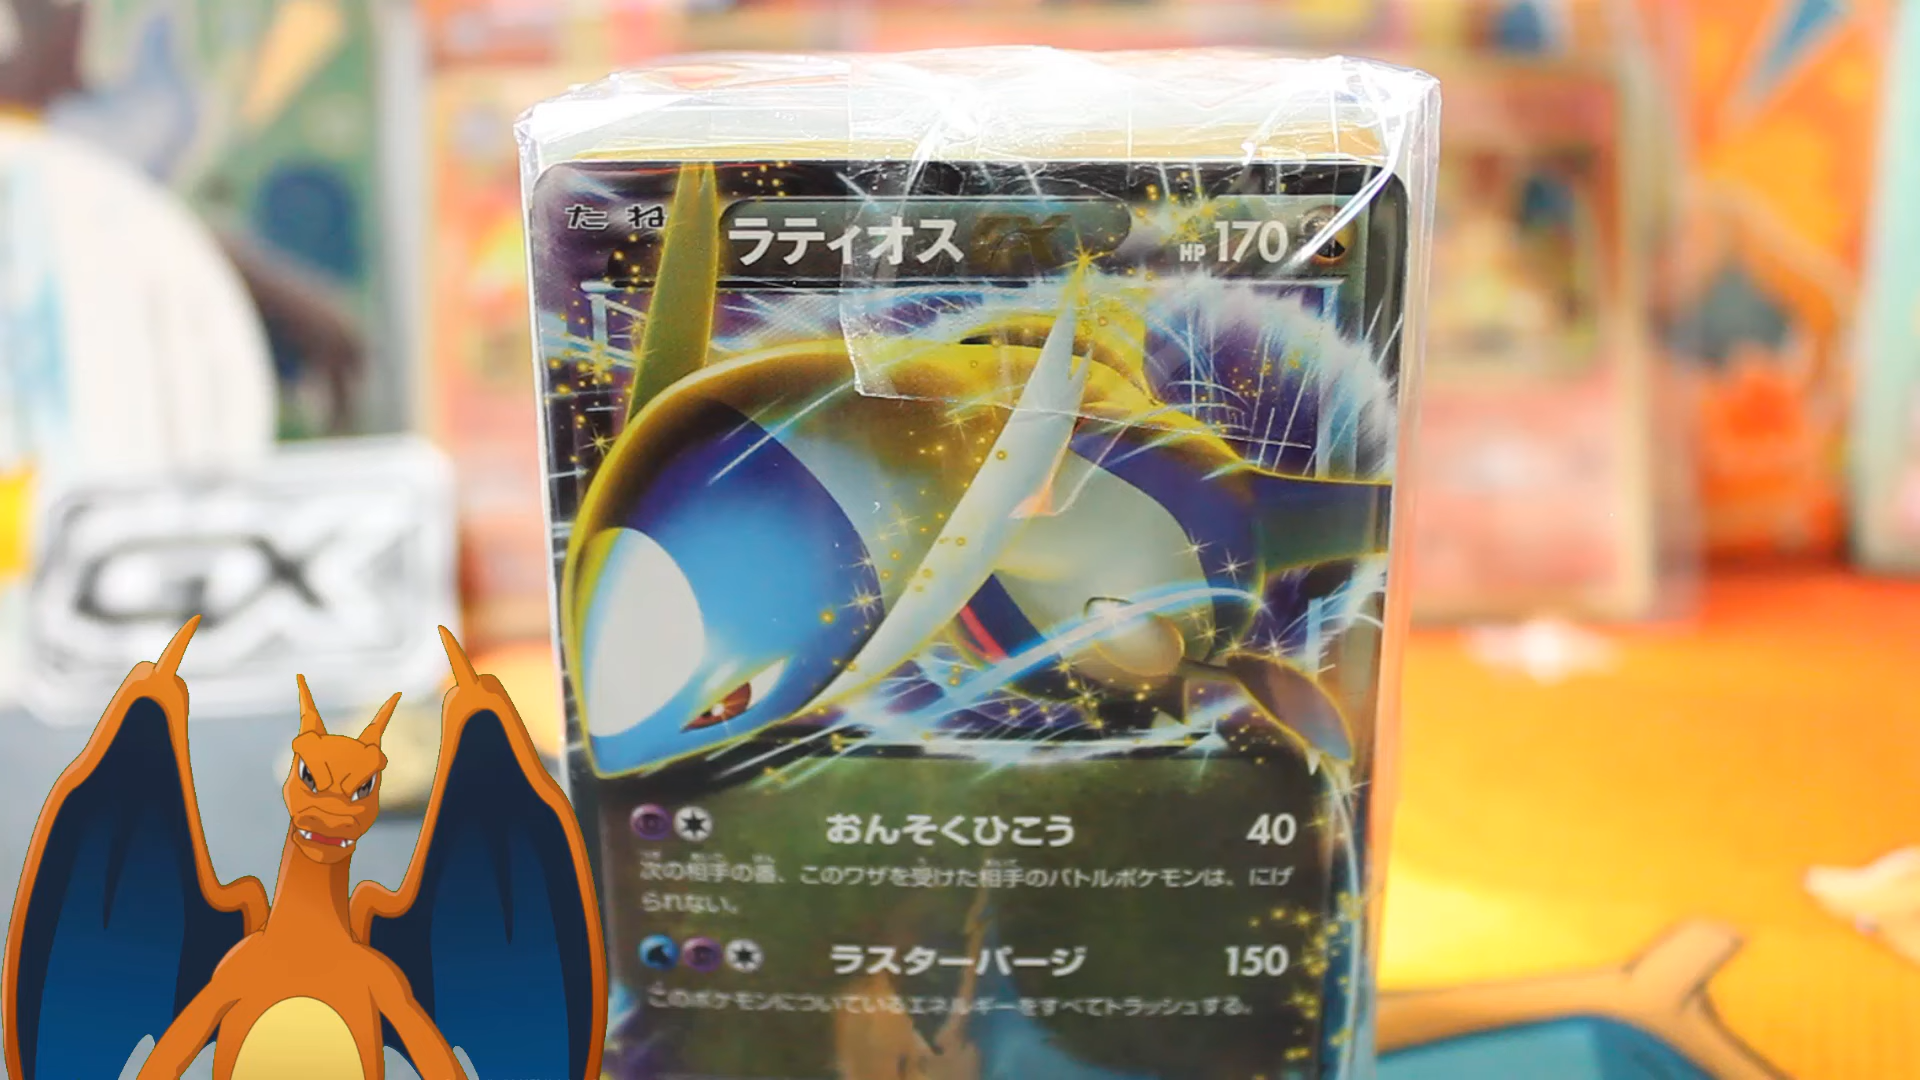 たね
ラティオス EX
HP 170
GX
おんそくひこう 40
次の相手の番、このワザを受けた相手のバトルポケモンは、にげ
られない。
ラスターパージ 150
このポケモンについているエネルギーをすべてトラッシュする。